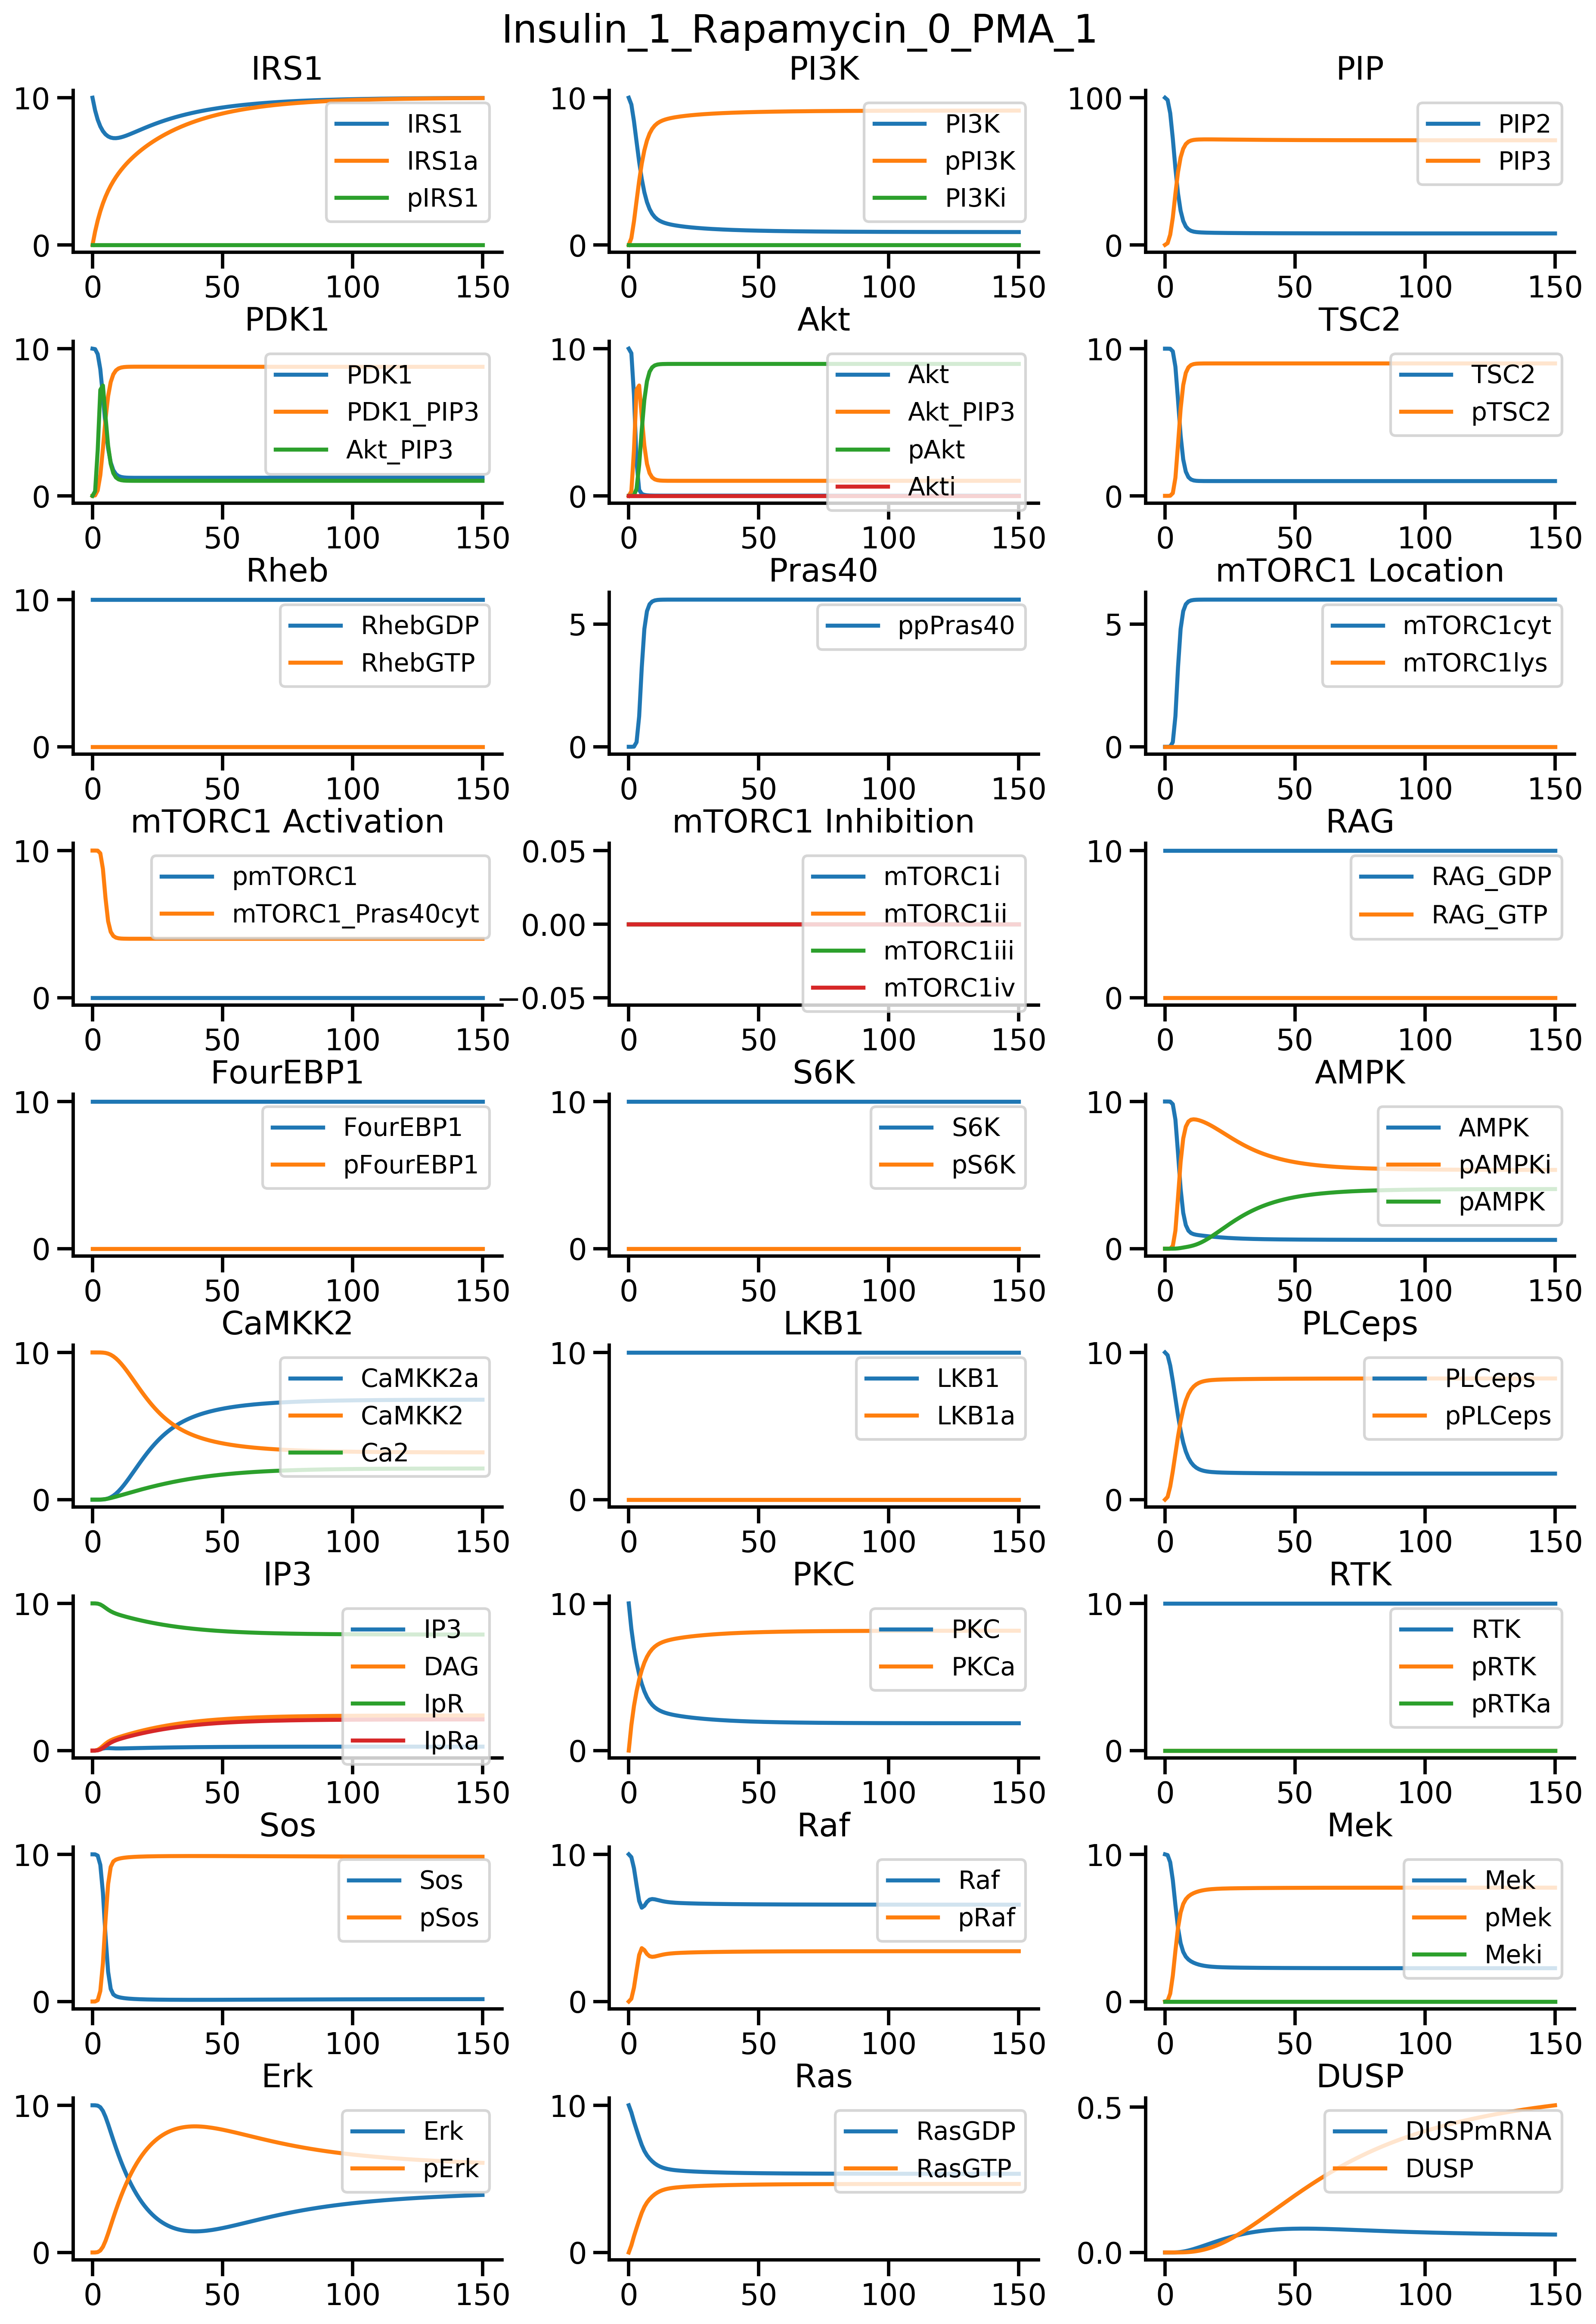 Insulin_1_Rapamycin_0_PMA_1
IRS1
10
0
0 50 100 150
IRS1
IRS1a
pIRS1
PI3K
10
0
0 50 100 150
PI3K
pPI3K
PI3Ki
PIP
100
0
0 50 100 150
PIP2
PIP3
PDK1
10
0
0 50 100 150
PDK1
PDK1_PIP3
Akt_PIP3
Akt
10
0
0 50 100 150
Akt
Akt_PIP3
pAkt
Akti
TSC2
10
0
0 50 100 150
TSC2
pTSC2
Rheb
10
0
0 50 100 150
RhebGDP
RhebGTP
Pras40
5
0
0 50 100 150
ppPras40
mTORC1 Location
5
0
0 50 100 150
mTORC1cyt
mTORC1lys
mTORC1 Activation
10
0
0 50 100 150
pmTORC1
mTORC1_Pras40cyt
mTORC1 Inhibition
0.05
0.00
−0.05
0 50 100 150
mTORC1i
mTORC1ii
mTORC1iii
mTORC1iv
RAG
10
0
0 50 100 150
RAG_GDP
RAG_GTP
FourEBP1
10
0
0 50 100 150
FourEBP1
pFourEBP1
S6K
10
0
0 50 100 150
S6K
pS6K
AMPK
10
0
0 50 100 150
AMPK
pAMPKi
pAMPK
CaMKK2
10
0
0 50 100 150
CaMKK2a
CaMKK2
Ca2
LKB1
10
0
0 50 100 150
LKB1
LKB1a
PLCeps
10
0
0 50 100 150
PLCeps
pPLCeps
IP3
10
0
0 50 100 150
IP3
DAG
IpR
IpRa
PKC
10
0
0 50 100 150
PKC
PKCa
RTK
10
0
0 50 100 150
RTK
pRTK
pRTKa
Sos
10
0
0 50 100 150
Sos
pSos
Raf
10
0
0 50 100 150
Raf
pRaf
Mek
10
0
0 50 100 150
Mek
pMek
Meki
Erk
10
0
0 50 100 150
Erk
pErk
Ras
10
0
0 50 100 150
RasGDP
RasGTP
DUSP
0.5
0.0
0 50 100 150
DUSPmRNA
DUSP